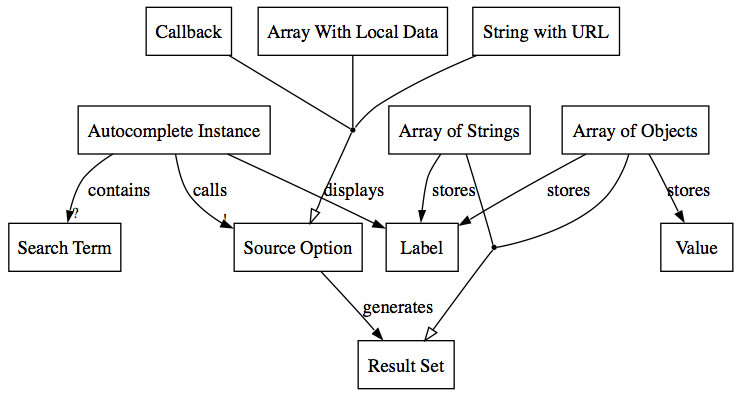 Callback
Array With Local Data
String with URL
Autocomplete Instance
Array of Strings
Array of Objects
contains
calls
displays
stores
stores
stores
?
!
Search Term
Source Option
Label
Value
generates
Result Set